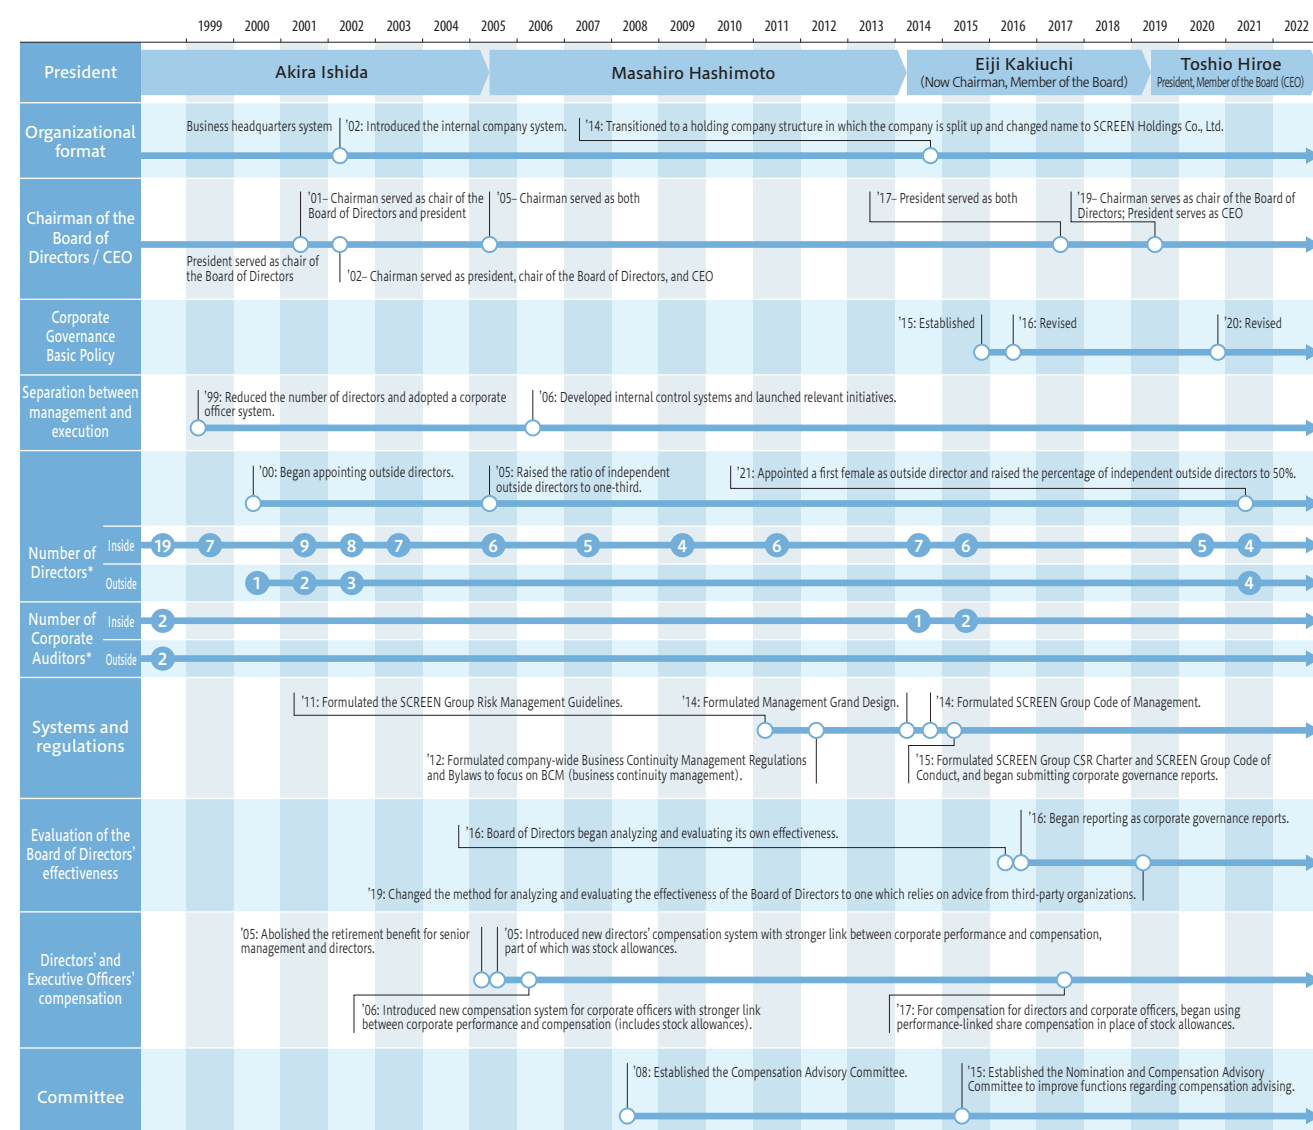 1999 2000 2001 2002 2003 2004 2005 2006 2007 2008 2009 2010 2011 2012 2013 2014 2015 2016 2017 2018 2019 2020 2021 2022
President
Akira Ishida
Masahiro Hashimoto
Eiji Kakiuchi
(Now Chairman, Member of the Board)
Toshio Hiroe
President, Member of the Board (CEO)
Organizational
format
Business headquarters system
'02: Introduced the internal company system.
'14: Transitioned to a holding company structure in which the company is split up and changed name to SCREEN Holdings Co., Ltd.
Chairman of the
Board of
Directors / CEO
'01– Chairman served as chair of the
Board of Directors and president
'05– Chairman served as both
'17– President served as both
'19– Chairman serves as chair of the Board of
Directors; President serves as CEO
President served as chair of
the Board of Directors
'02– Chairman served as president, chair of the Board of Directors, and CEO
Corporate
Governance
Basic Policy
'15: Established
'16: Revised
'20: Revised
Separation between
management and
execution
'99: Reduced the number of directors and adopted a corporate
officer system.
'06: Developed internal control systems and launched relevant initiatives.
'00: Began appointing outside directors.
'05: Raised the ratio of independent
outside directors to one-third.
'21: Appointed a first female as outside director and raised the percentage of independent outside directors to 50%.
Number of
Directors*
Inside
19 7 9 8 7 6 5 4 6 7 6 5 4
Outside
1 2 3 4
Number of
Corporate
Auditors*
Inside
2 1 2
Outside
2
Systems and
regulations
'11: Formulated the SCREEN Group Risk Management Guidelines.
'14: Formulated Management Grand Design.
'14: Formulated SCREEN Group Code of Management.
'12: Formulated company-wide Business Continuity Management Regulations
and Bylaws to focus on BCM (business continuity management).
'15: Formulated SCREEN Group CSR Charter and SCREEN Group Code of
Conduct, and began submitting corporate governance reports.
Evaluation of the
Board of Directors'
effectiveness
'16: Board of Directors began analyzing and evaluating its own effectiveness.
'16: Began reporting as corporate governance reports.
'19: Changed the method for analyzing and evaluating the effectiveness of the Board of Directors to one which relies on advice from third-party organizations.
Directors' and
Executive Officers'
compensation
'05: Abolished the retirement benefit for senior
management and directors.
'05: Introduced new directors' compensation system with stronger link between corporate performance and compensation,
part of which was stock allowances.
'06: Introduced new compensation system for corporate officers with stronger link
between corporate performance and compensation (includes stock allowances).
'17: For compensation for directors and corporate officers, began using
performance-linked share compensation in place of stock allowances.
Committee
'08: Established the Compensation Advisory Committee.
'15: Established the Nomination and Compensation Advisory
Committee to improve functions regarding compensation advising.